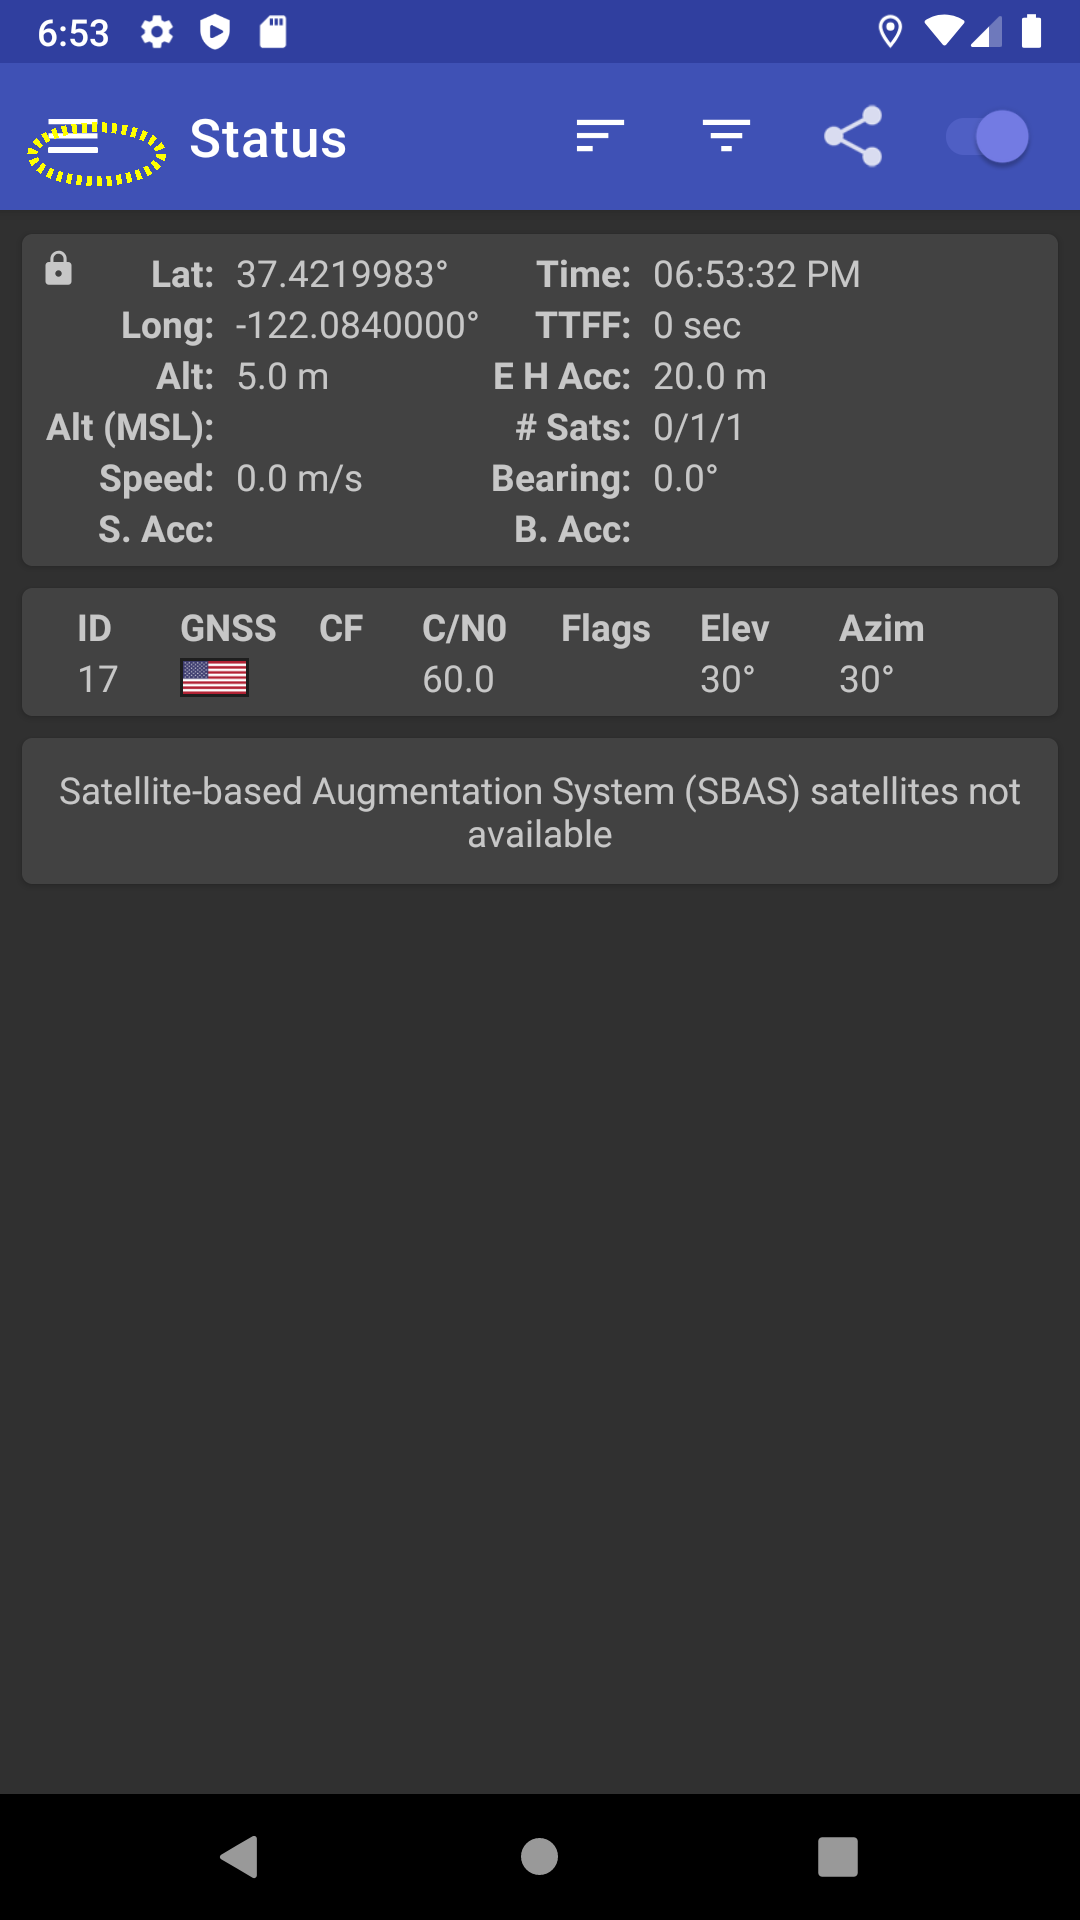 6:53
Status
Lat: 37.4219983° Time: 06:53:32 PM
Long: -122.0840000° TTFF: 0 sec
Alt: 5.0 m E H Acc: 20.0 m
Alt (MSL): # Sats: 0/1/1
Speed: 0.0 m/s Bearing: 0.0°
S. Acc: B. Acc:
ID GNSS CF C/N0 Flags Elev Azim
17 60.0 30° 30°
Satellite-based Augmentation System (SBAS) satellites not
available